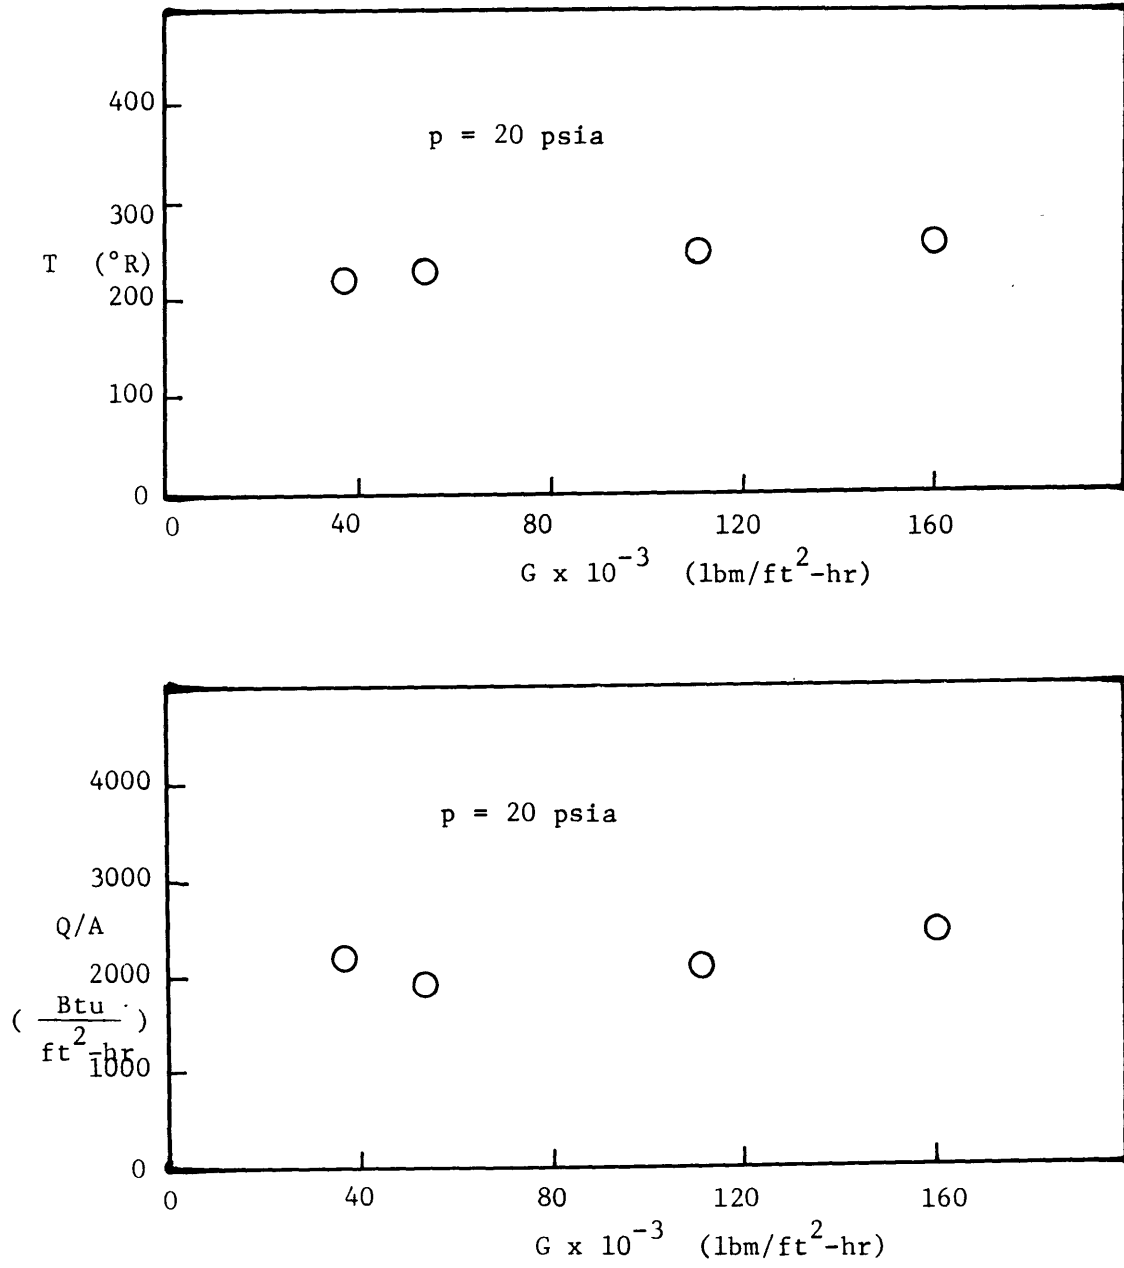 400
p = 20 psia
300
T (°R)
200
100
0
0 40 80 120 160
G x 10⁻³ (lbm/ft²-hr)
4000
p = 20 psia
3000
Q/A
2000
( Btu / ft²-hr )
1000
0
0 40 80 120 160
G x 10⁻³ (lbm/ft²-hr)